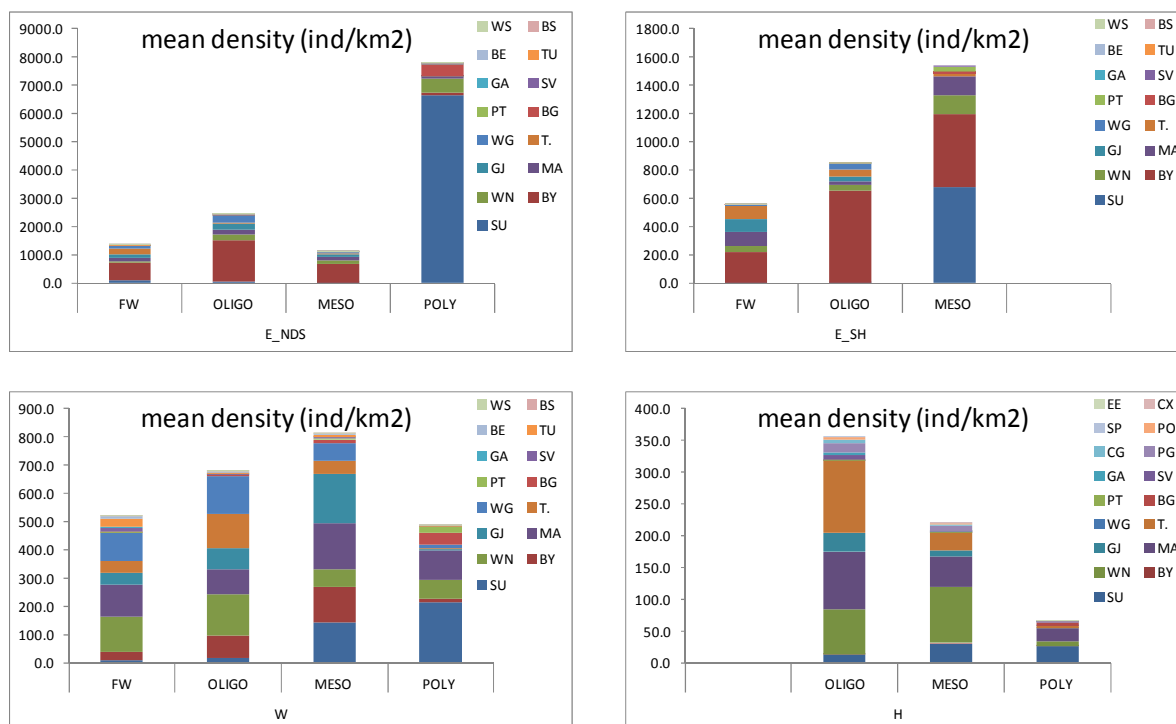 mean density (ind/km2)
9000.0
8000.0
7000.0
6000.0
5000.0
4000.0
3000.0
2000.0
1000.0
0.0
FW OLIGO MESO POLY
E_NDS
WS BS
BE TU
GA SV
PT BG
WG T.
GJ MA
WN BY
SU
mean density (ind/km2)
1800.0
1600.0
1400.0
1200.0
1000.0
800.0
600.0
400.0
200.0
0.0
FW OLIGO MESO
E_SH
WS BS
BE TU
GA SV
PT BG
WG T.
GJ MA
WN BY
SU
mean density (ind/km2)
900.0
800.0
700.0
600.0
500.0
400.0
300.0
200.0
100.0
0.0
FW OLIGO MESO POLY
W
WS BS
BE TU
GA SV
PT BG
WG T.
GJ MA
WN BY
SU
mean density (ind/km2)
400.0
350.0
300.0
250.0
200.0
150.0
100.0
50.0
0.0
OLIGO MESO POLY
H
EE CX
SP PO
CG PG
GA SV
PT BG
WG T.
GJ MA
WN BY
SU